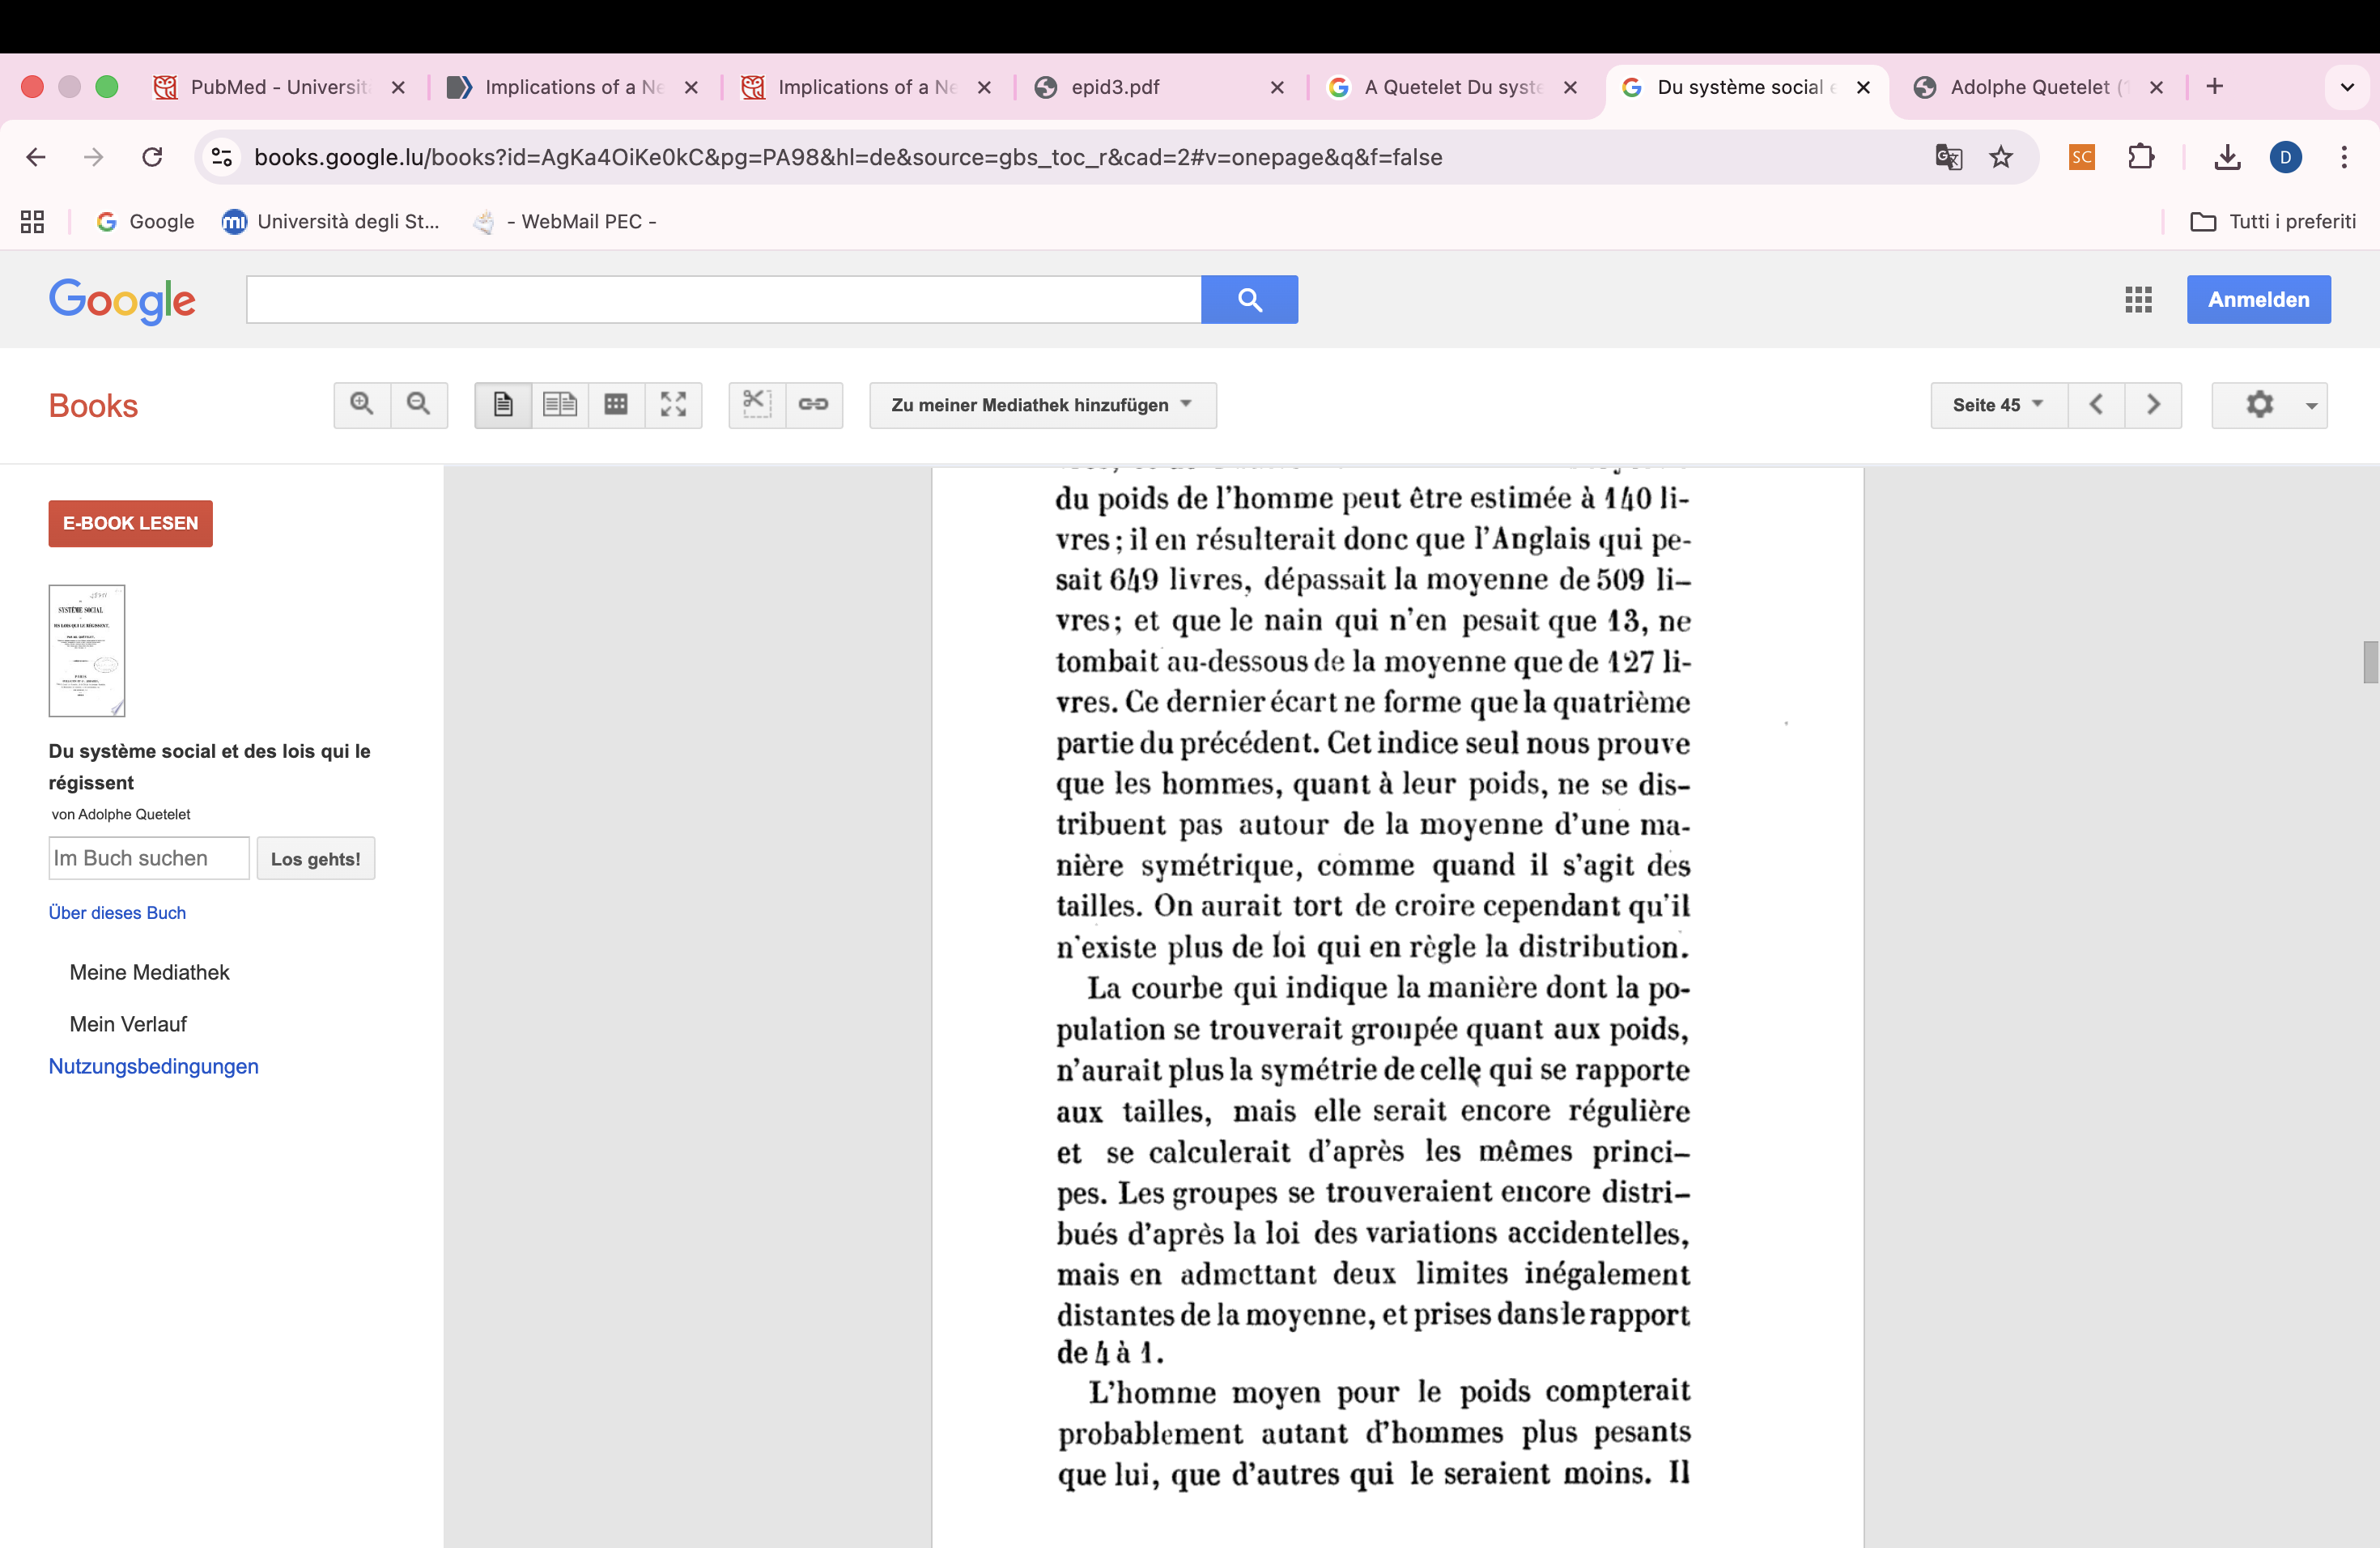 PubMed - Universit
Implications of a Ne
Implications of a Ne
epid3.pdf
A Quetelet Du syst
Du système social e
Adolphe Quetelet (1
books.google.lu/books?id=AgKa4OiKe0kC&pg=PA98&hl=de&source=gbs_toc_r&cad=2#v=onepage&q&f=false
SC
D
Google
Università degli St...
- WebMail PEC -
Tutti i preferiti
Google
Anmelden
Books
Zu meiner Mediathek hinzufügen
Seite 45
E-BOOK LESEN
SYSTÈME SOCIAL
Du système social et des lois qui le
régissent
von Adolphe Quetelet
Im Buch suchen
Los gehts!
Über dieses Buch
Meine Mediathek
Mein Verlauf
Nutzungsbedingungen
du poids de l'homme peut être estimée à 140 li-
vres ; il en résulterait donc que l'Anglais qui pe-
sait 649 livres, dépassait la moyenne de 509 li-
vres; et que le nain qui n'en pesait que 13, ne
tombait au-dessous de la moyenne que de 127 li-
vres. Ce dernier écart ne forme que la quatrième
partie du précédent. Cet indice seul nous prouve
que les hommes, quant à leur poids, ne se dis-
tribuent pas autour de la moyenne d'une ma-
nière symétrique, comme quand il s'agit des
tailles. On aurait tort de croire cependant qu'il
n'existe plus de loi qui en règle la distribution.
La courbe qui indique la manière dont la po-
pulation se trouverait groupée quant aux poids,
n'aurait plus la symétrie de celle qui se rapporte
aux tailles, mais elle serait encore régulière
et se calculerait d'après les mêmes princi-
pes. Les groupes se trouveraient encore distri-
bués d'après la loi des variations accidentelles,
mais en admettant deux limites inégalement
distantes de la moyenne, et prises dans le rapport
de 4 à 1.
L'homme moyen pour le poids compterait
probablement autant d'hommes plus pesants
que lui, que d'autres qui le seraient moins. Il